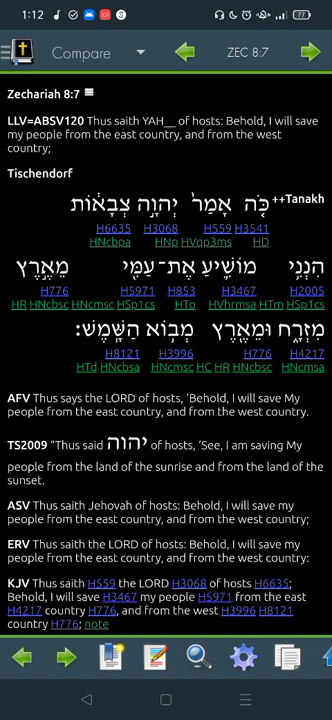 1:12 77
Compare ZEC 8:7
Zechariah 8:7
LLV=ABSV120 Thus saith YAH__ of hosts: Behold, I will save
my people from the east country, and from the west
country;
Tischendorf
++Tanakh כֹּ֤ה אָמַר֙ יְהוָ֣ה צְבָא֔וֹת
H6635 H3068 H559 H3541
HNcbpa HNp HVqp3ms HD
הִנְנִ֥י מוֹשִׁ֛יעַ אֶת־ עַמִּ֖י מֵאֶ֣רֶץ
H776 H5971 H853 H3467 H2005
HR HNcbsc HNcmsc HSp1cs HTo HVhrmsa HTm HSp1cs
מִזְרָ֑ח וּמֵאֶ֖רֶץ מְב֥וֹא הַשָּֽׁמֶשׁ׃
H8121 H3996 H776 H4217
HTd HNcbsa HNcmsc HC HR HNcbsc HNcmsa
AFV Thus says the LORD of hosts, 'Behold, I will save My
people from the east country, and from the west country.
TS2009 “Thus said יהוה of hosts, ‘See, I am saving My
people from the land of the sunrise and from the land of the
sunset.
ASV Thus saith Jehovah of hosts: Behold, I will save my
people from the east country, and from the west country;
ERV Thus saith the LORD of hosts: Behold, I will save my
people from the east country, and from the west country:
KJV Thus saith H559 the LORD H3068 of hosts H6635;
Behold, I will save H3467 my people H5971 from the east
H4217 country H776, and from the west H3996 H8121
country H776; note